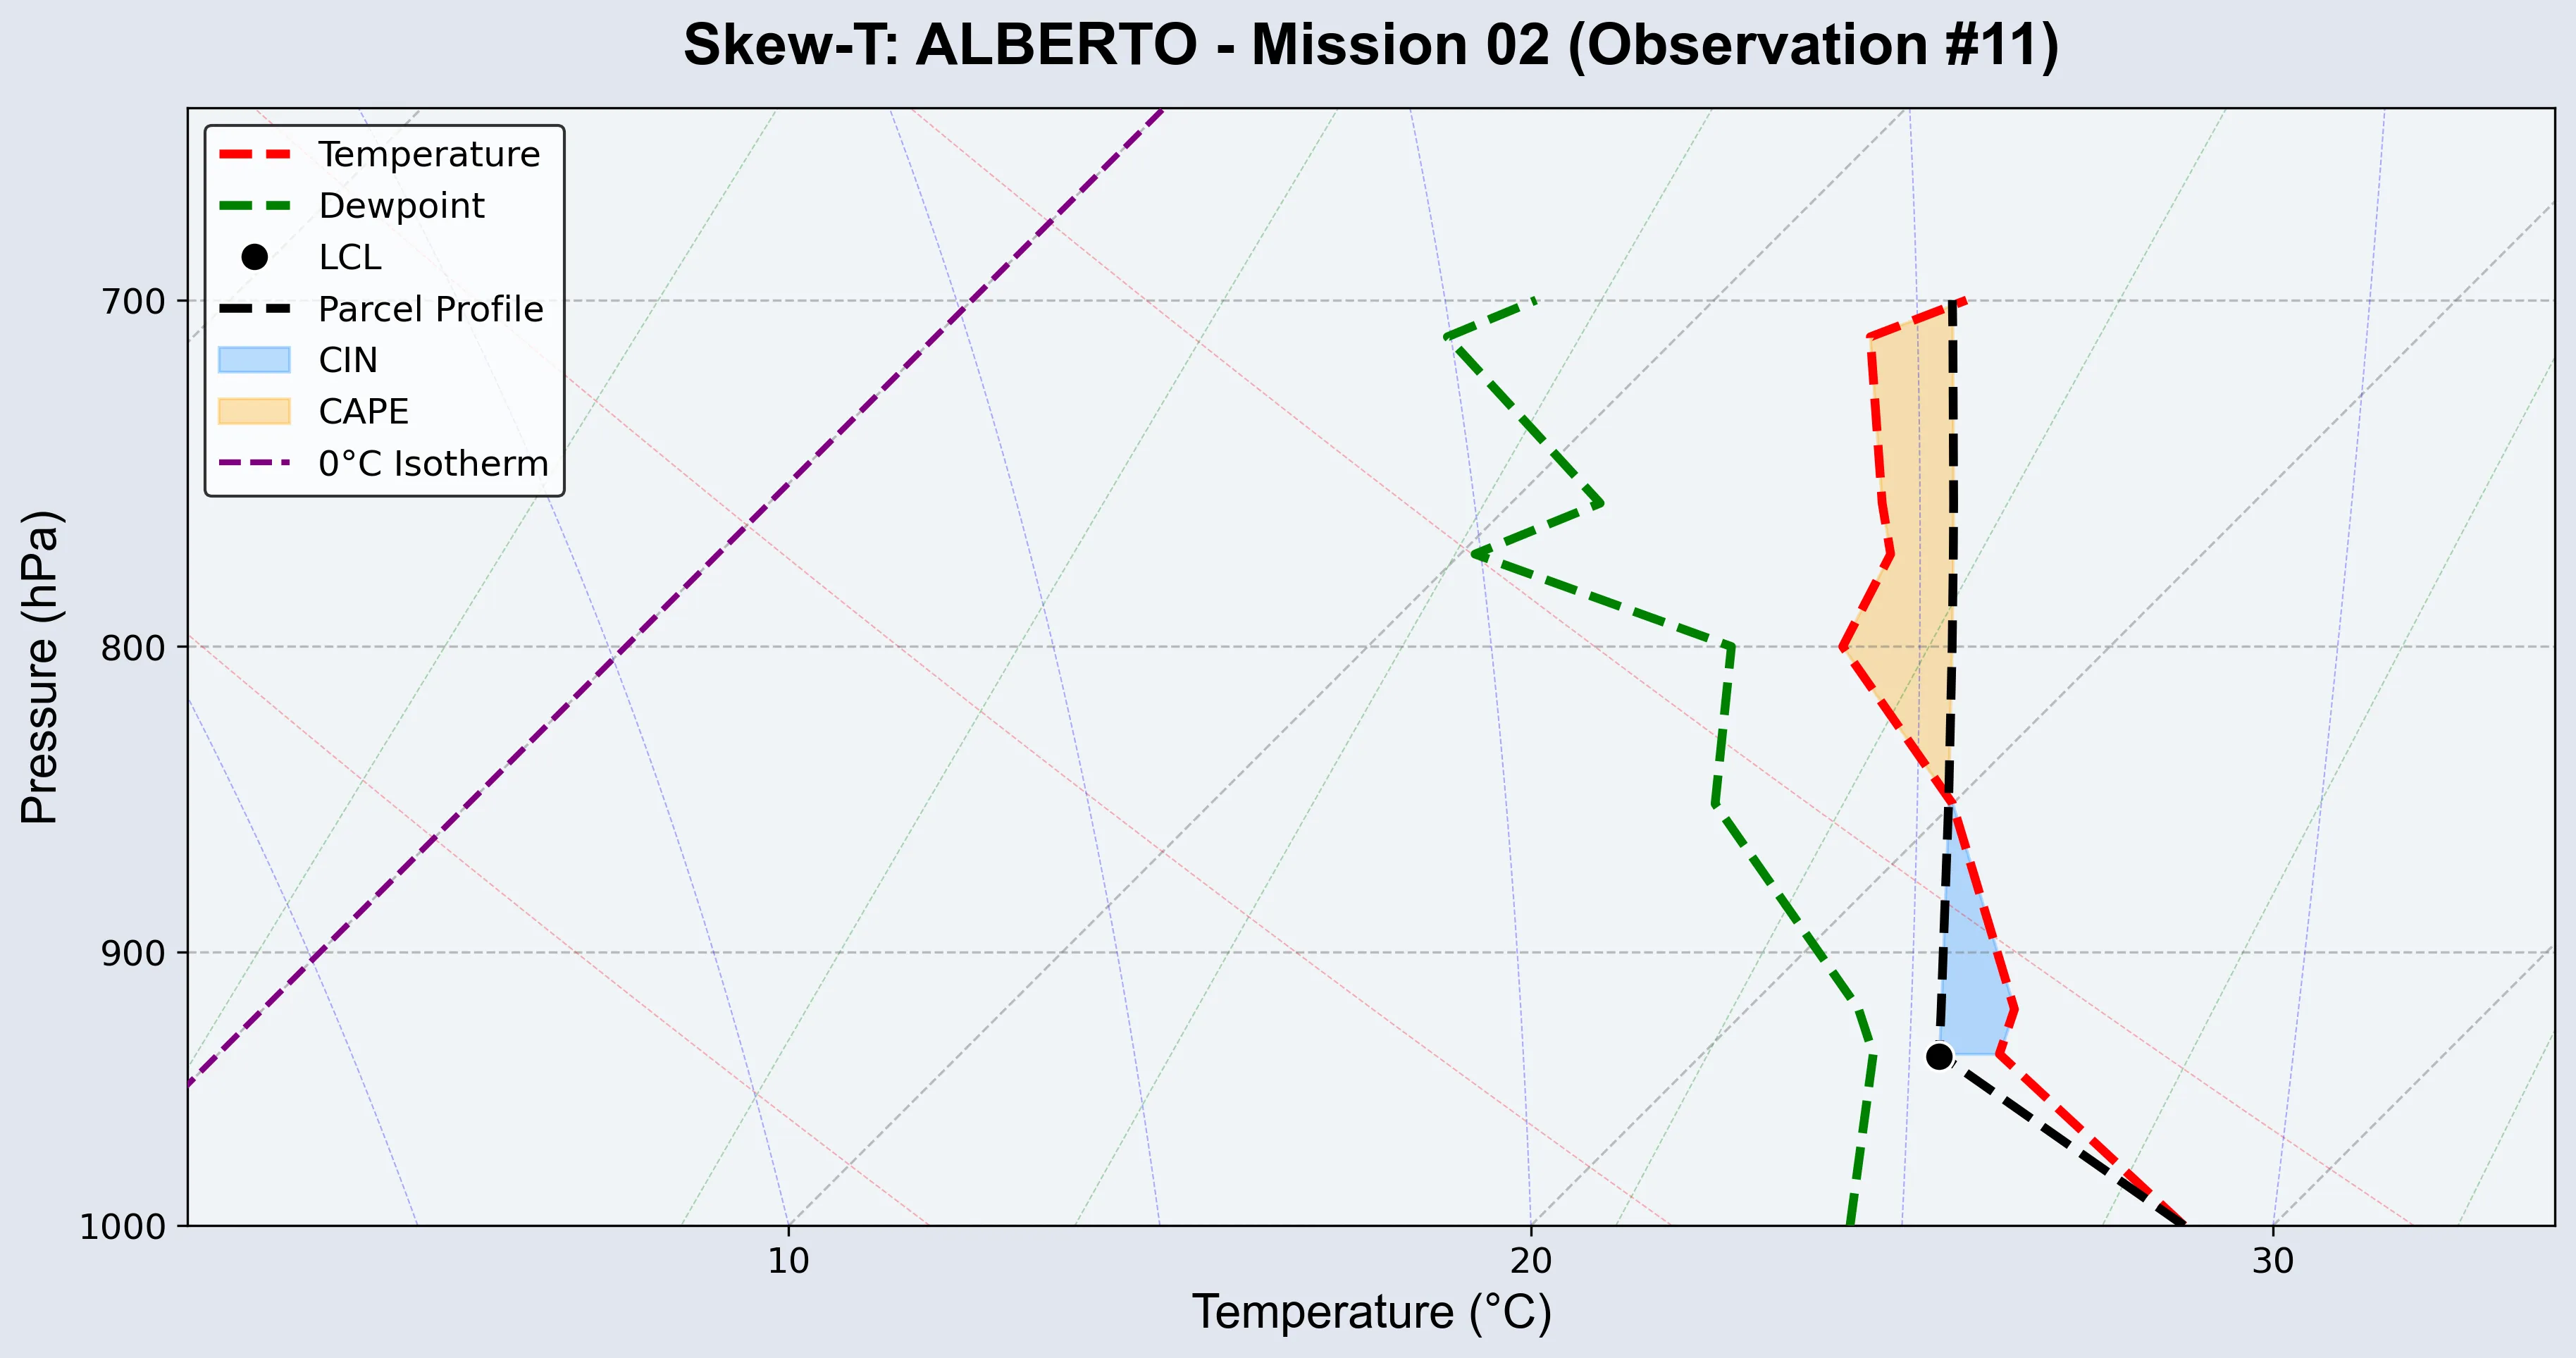 Skew-T: ALBERTO - Mission 02 (Observation #11)
Temperature
Dewpoint
LCL
Parcel Profile
CIN
CAPE
0°C Isotherm
Pressure (hPa)
700
800
900
1000
10
20
30
Temperature (°C)